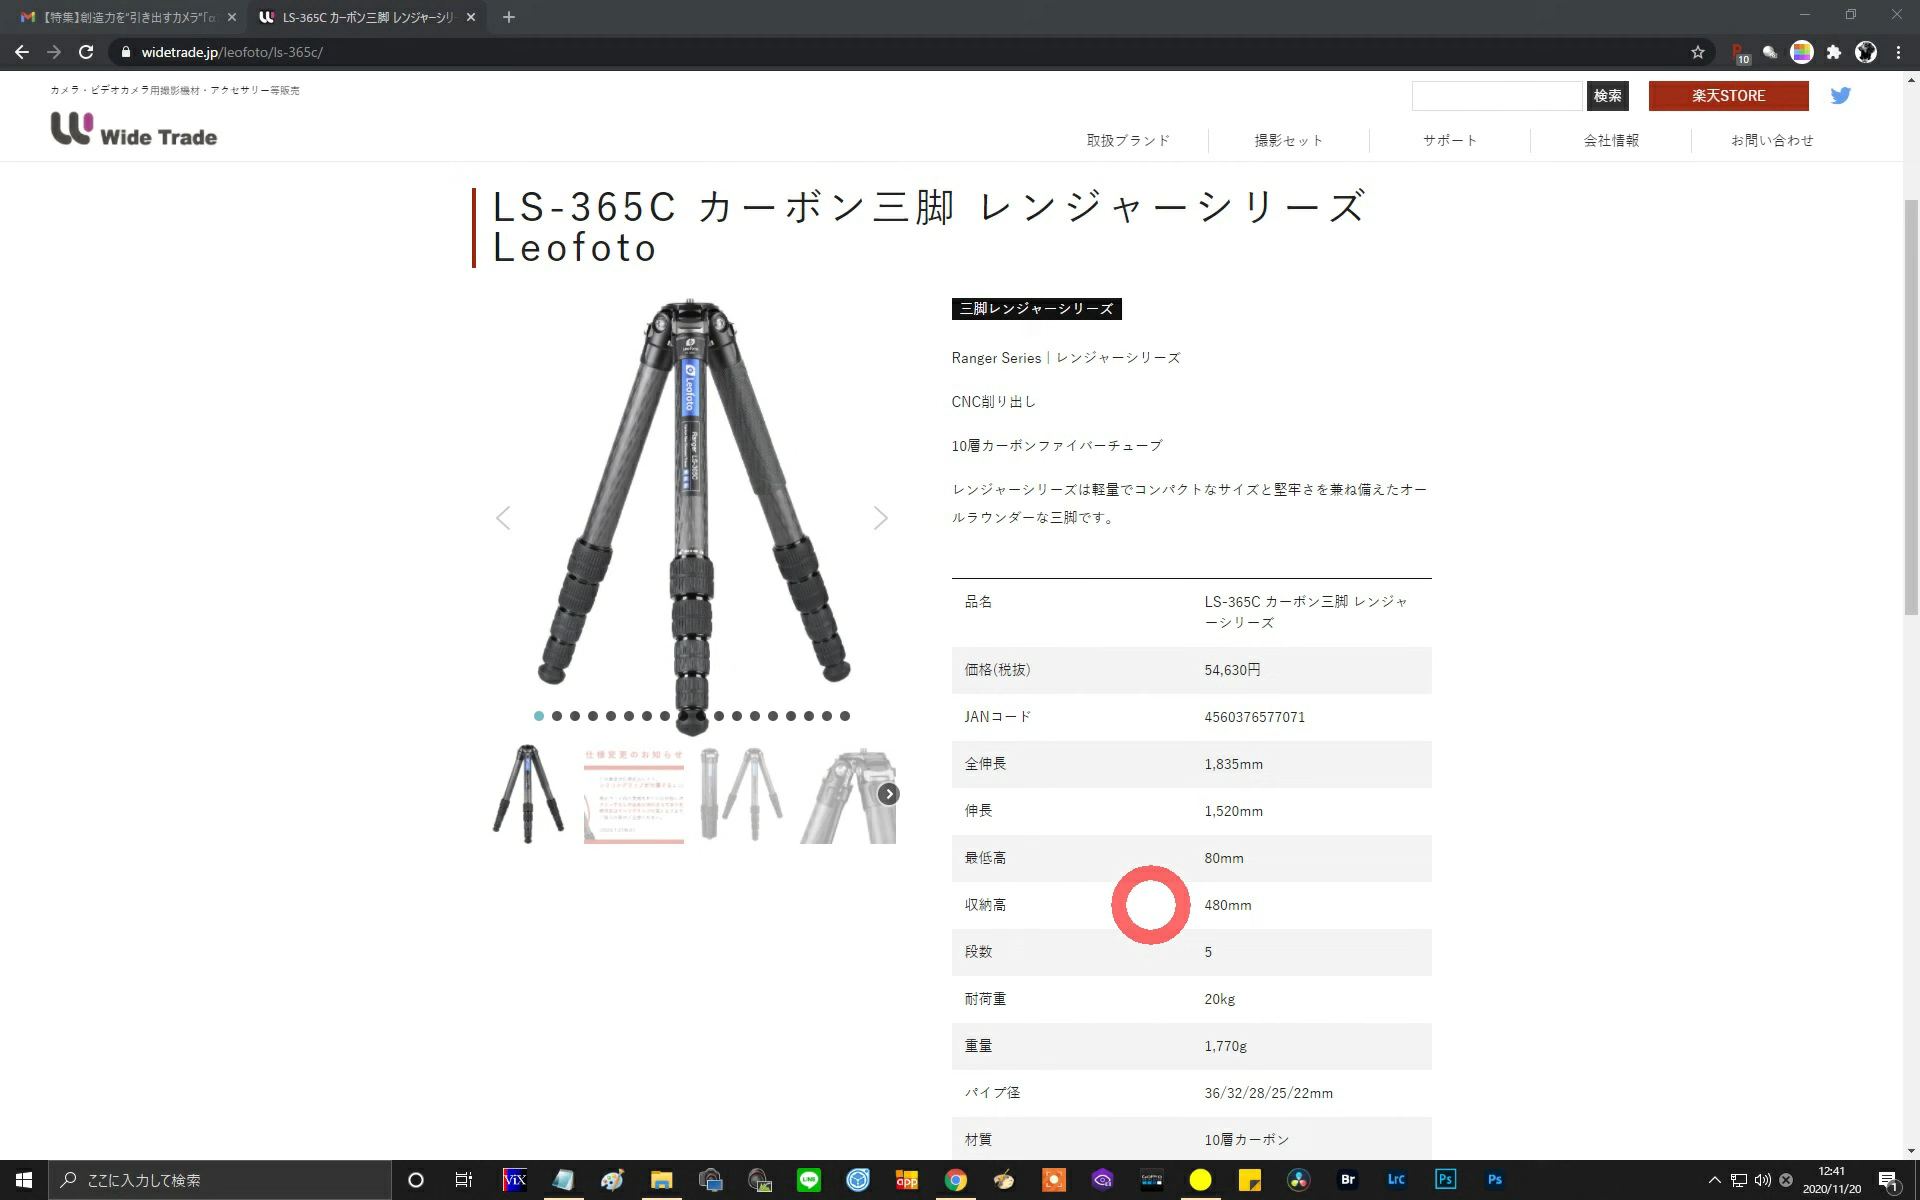 【特集】創造力を“引き出すカメラ”「α
LS-365C カーボン三脚 レンジャーシリ
widetrade.jp/leofoto/ls-365c/
10
カメラ・ビデオカメラ用撮影機材・アクセサリー等販売
検索
楽天STORE
Wide Trade
取扱ブランド
撮影セット
サポート
会社情報
お問い合わせ
LS-365C カーボン三脚 レンジャーシリーズ
Leofoto
三脚レンジャーシリーズ
Ranger Series｜レンジャーシリーズ
CNC削り出し
10層カーボンファイバーチューブ
レンジャーシリーズは軽量でコンパクトなサイズと堅牢さを兼ね備えたオー
ルラウンダーな三脚です。
Leofoto
Ranger LS-365C
仕様変更のお知らせ
品名 LS-365C カーボン三脚 レンジャ
ーシリーズ
価格(税抜) 54,630円
JANコード 4560376577071
全伸長 1,835mm
伸長 1,520mm
最低高 80mm
収納高 480mm
段数 5
耐荷重 20kg
重量 1,770g
パイプ径 36/32/28/25/22mm
材質 10層カーボン
ここに入力して検索
ViX
LINE
app
Br
Lrc
Ps
Ps
12:41
2020/11/20
1